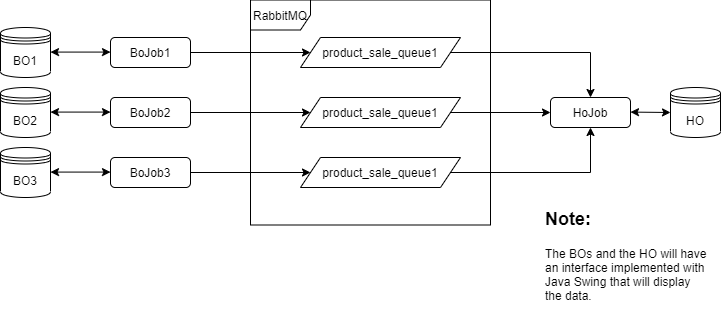 RabbitMQ
BO1
BoJob1
product_sale_queue1
BO2
BoJob2
product_sale_queue1
HoJob
HO
BO3
BoJob3
product_sale_queue1
Note:
The BOs and the HO will have
an interface implemented with
Java Swing that will display
the data.